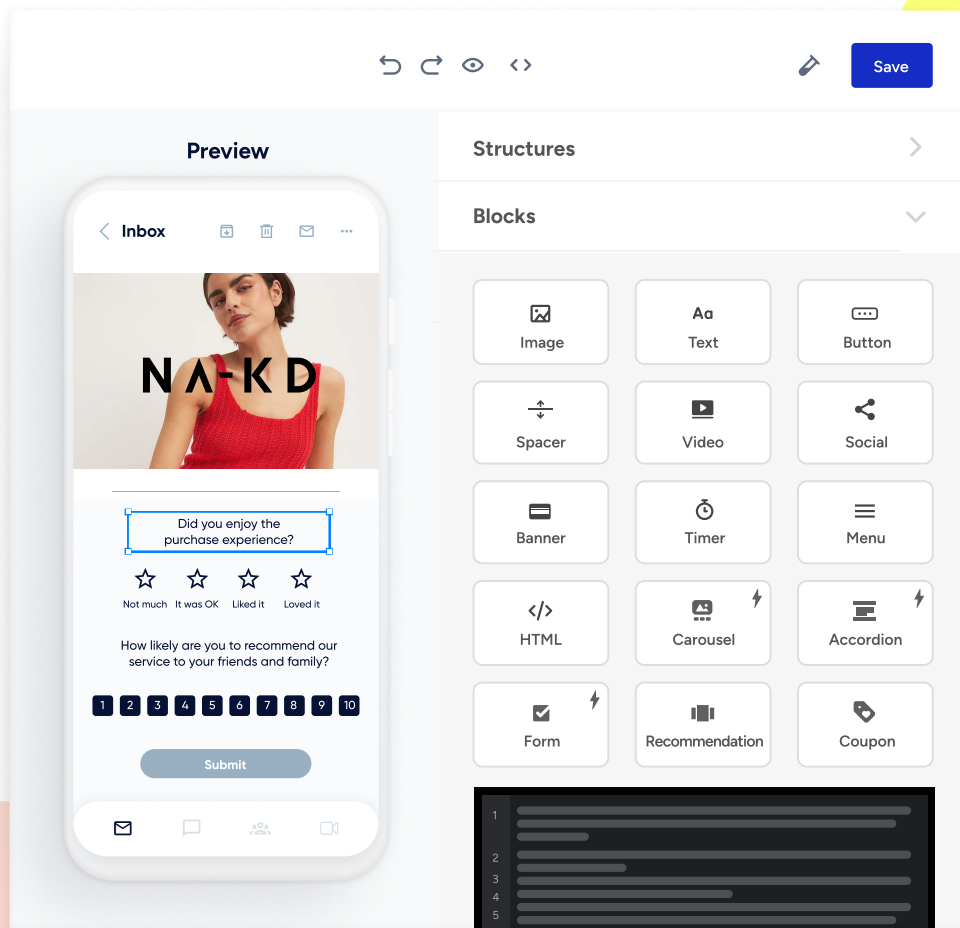 Save
Preview
Inbox
NA-KD
Did you enjoy the
purchase experience?
Not much It was OK Liked it Loved it
How likely are you to recommend our
service to your friends and family?
1 2 3 4 5 6 7 8 9 10
Submit
Structures
Blocks
Image
Aa
Text
Button
Spacer
Video
Social
Banner
Timer
Menu
HTML
Carousel
Accordion
Form
Recommendation
Coupon
1
2
3
4
5